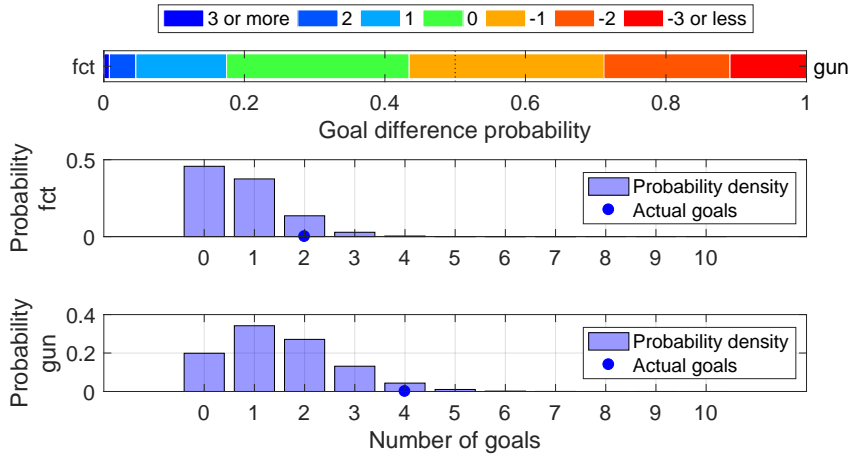 3 or more 2 1 0 -1 -2 -3 or less
fct gun
0 0.2 0.4 0.6 0.8 1
Goal difference probability
Probability
fct
0.5
0
Probability density
Actual goals
0 1 2 3 4 5 6 7 8 9 10
Probability
gun
0.4
0.2
0
Probability density
Actual goals
0 1 2 3 4 5 6 7 8 9 10
Number of goals